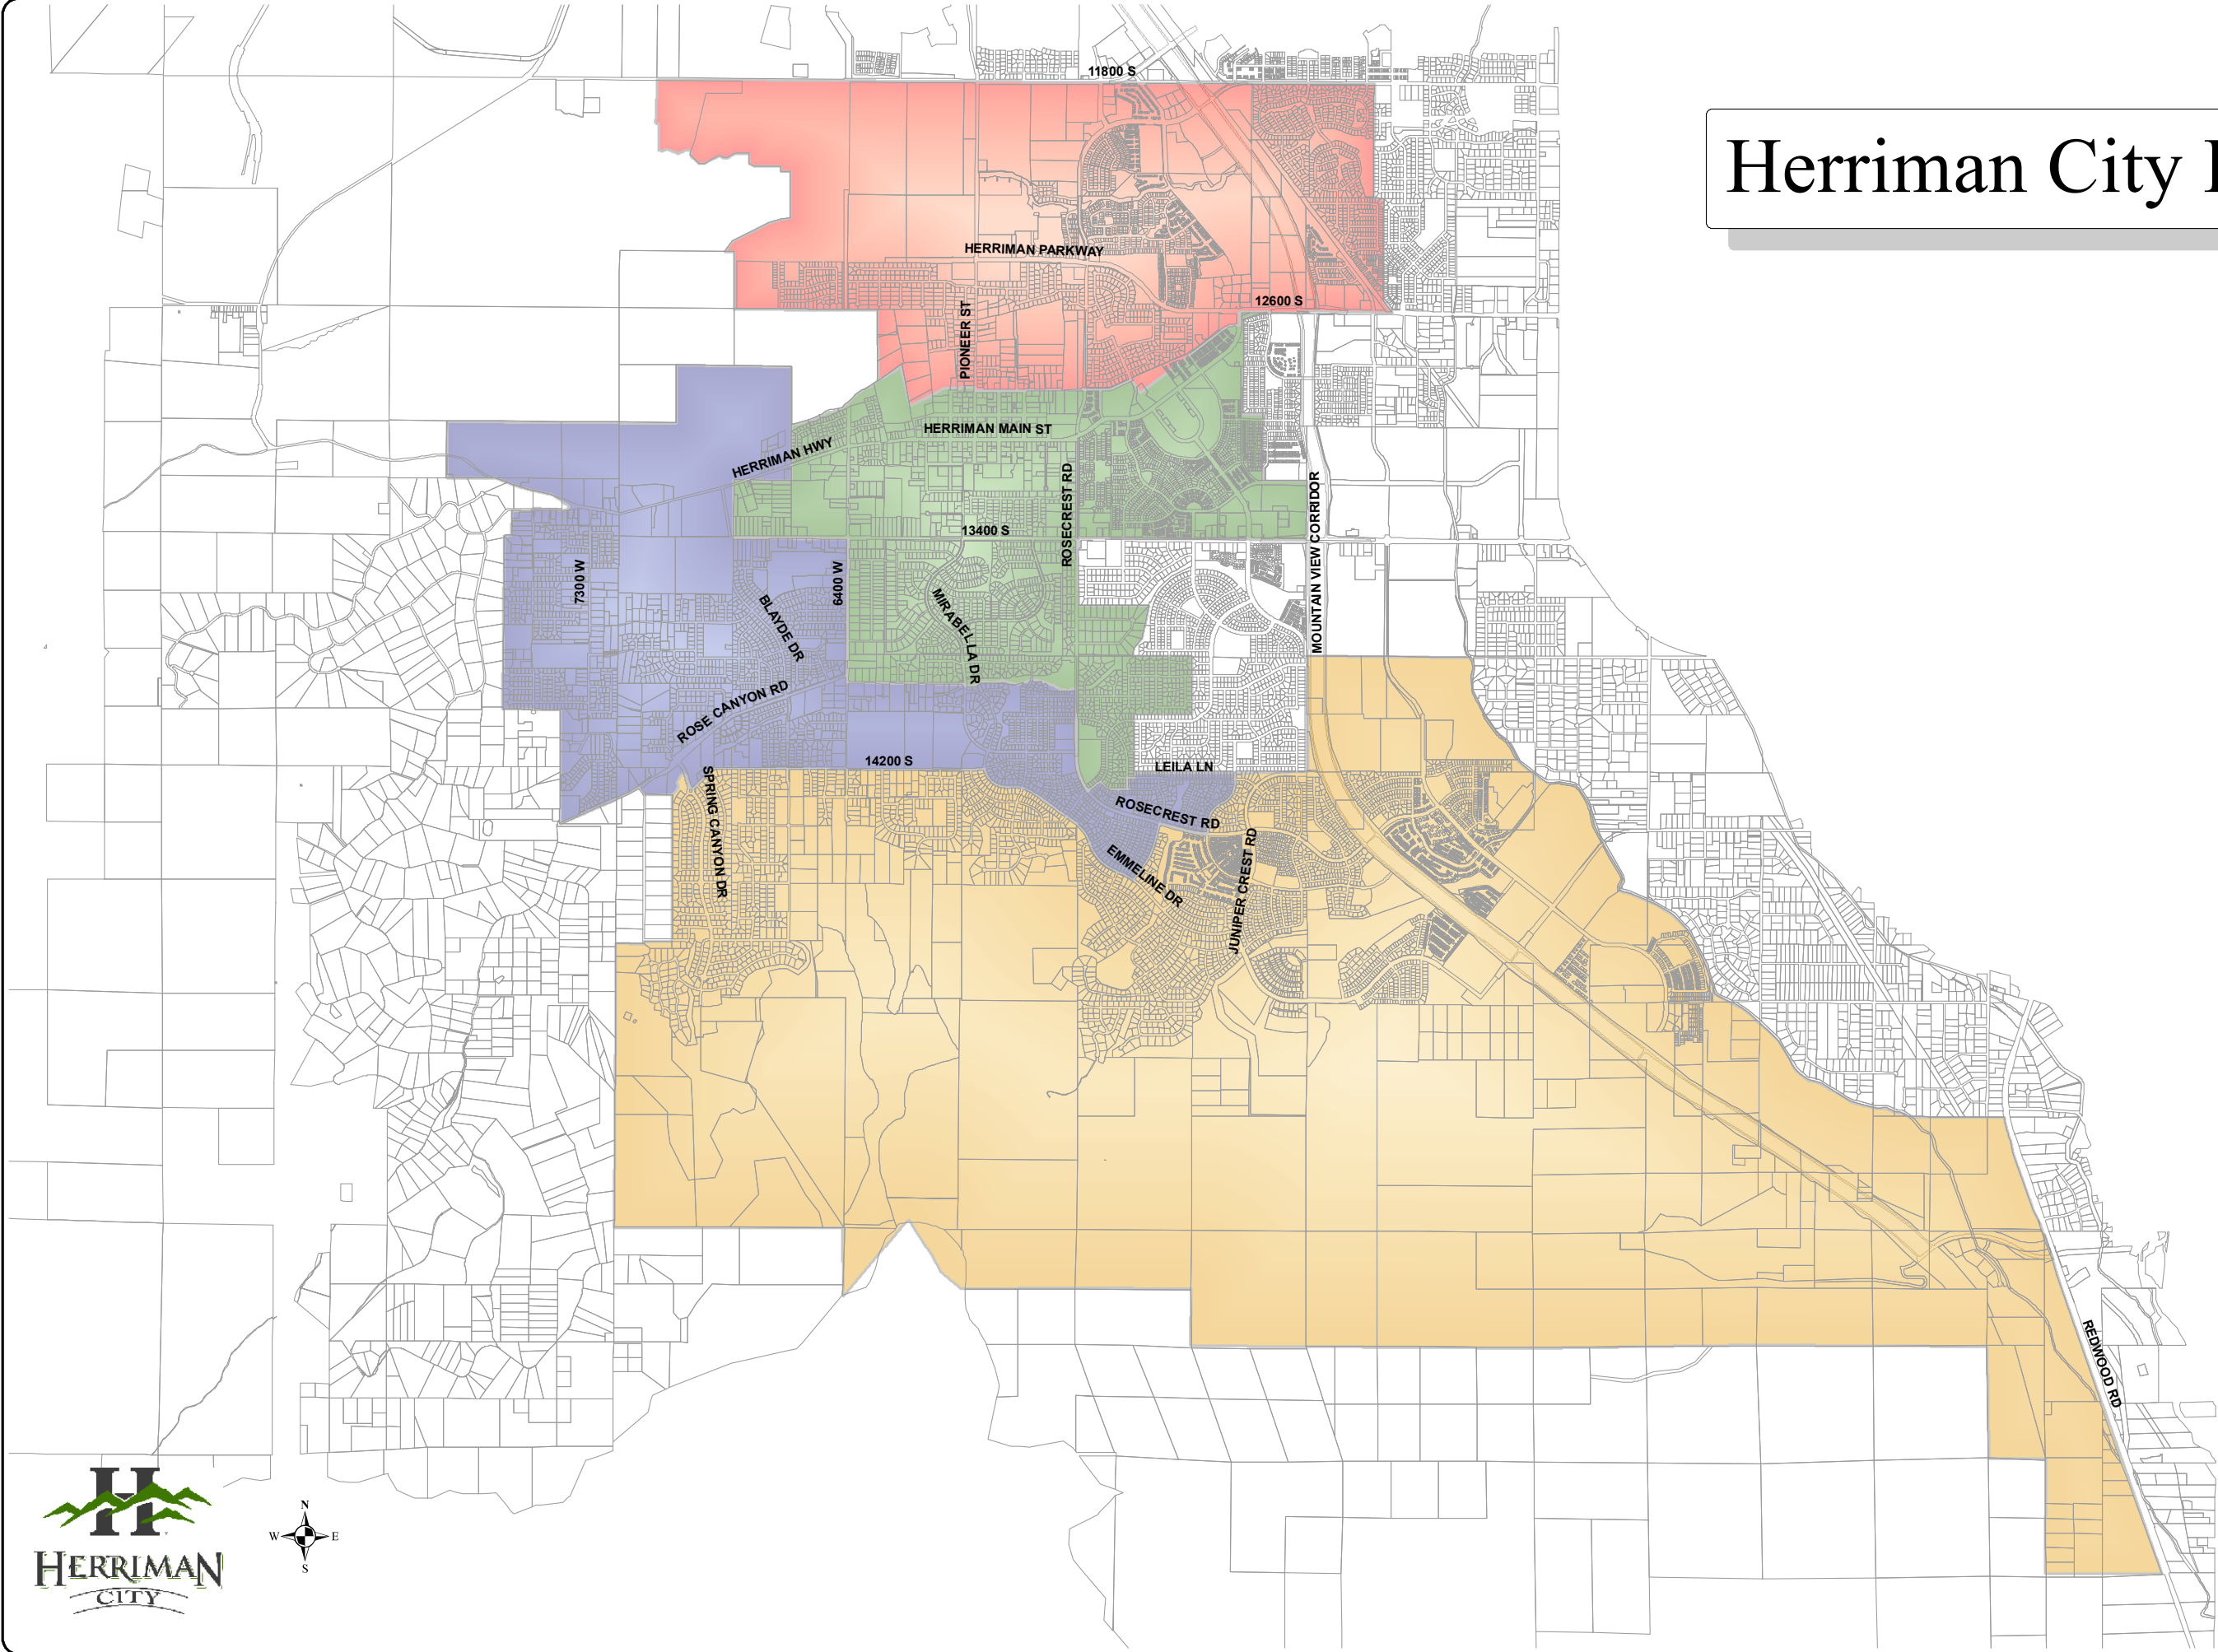 11800 S
Herriman City
HERRIMAN PARKWAY
12600 S
PIONEER ST
HERRIMAN MAIN ST
HERRIMAN HWY
ROSECREST RD
MOUNTAIN VIEW CORRIDOR
13400 S
7300 W
6400 W
BLAYDE DR
MIRABELLA DR
ROSE CANYON RD
14200 S
LEILA LN
SPRING CANYON DR
ROSECREST RD
EMMELINE DR
JUNIPER CREST RD
REDWOOD RD
H
HERRIMAN
CITY
N
W E
S